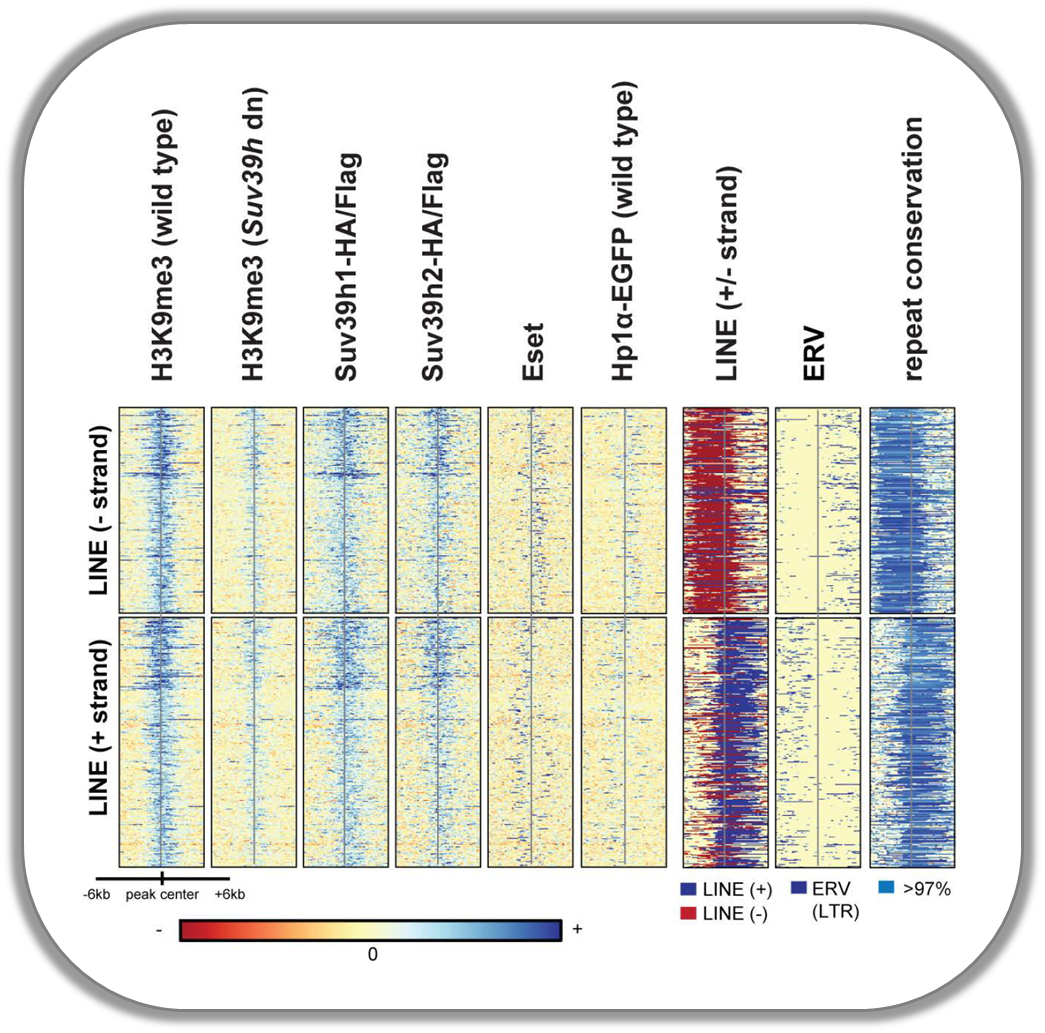 H3K9me3 (wild type)
H3K9me3 (Suv39h dn)
Suv39h1-HA/Flag
Suv39h2-HA/Flag
Eset
Hp1α-EGFP (wild type)
LINE (+/- strand)
ERV
repeat conservation
LINE (- strand)
LINE (+ strand)
-6kb peak center +6kb
LINE (+)
LINE (-)
ERV
(LTR)
>97%
- +
0